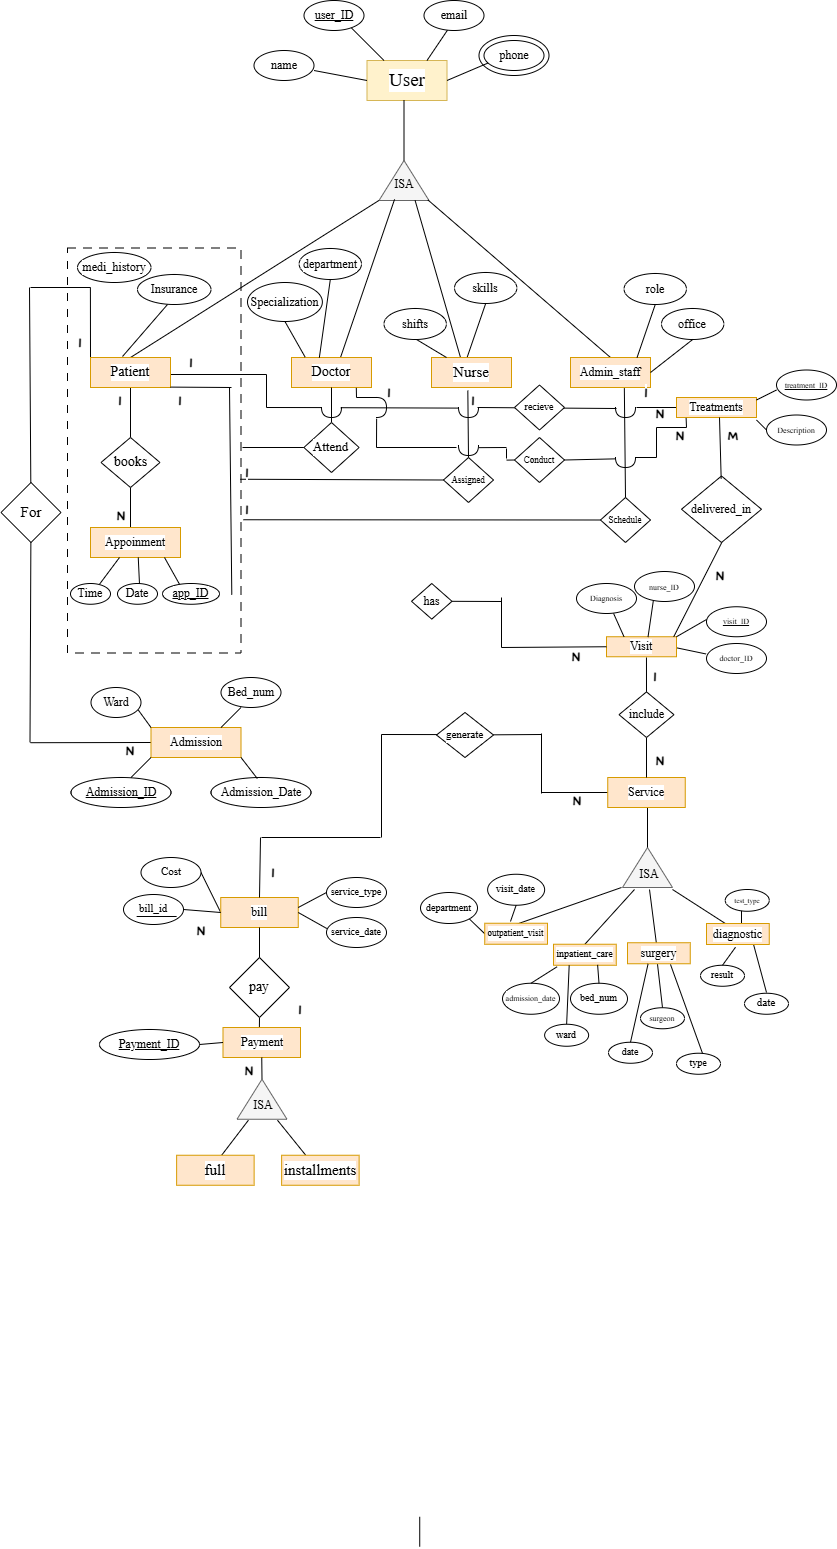 user_ID
email
name
phone
User
ISA
medi_history
Insurance
department
Specialization
skills
shifts
role
office
I
Patient
I
Doctor
Nurse
Admin_staff
treatment_ID
I
I
I
I
I
recieve
N
Treatments
Description
books
Attend
Conduct
N
M
I
Assigned
For
N
I
Schedule
delivered_in
Appoinment
Time
Date
app_ID
N
has
Diagnosis
nurse_ID
visit_ID
N
Visit
doctor_ID
I
Ward
Bed_num
include
generate
Admission
N
N
Admission_ID
Admission_Date
N
Service
I
ISA
Cost
service_type
visit_date
department
test_type
bill_id
bill
service_date
outpatient_visit
diagnostic
N
inpatient_care
surgery
result
pay
admission_date
bed_num
date
I
surgeon
ward
Payment_ID
Payment
date
type
N
ISA
full
installments